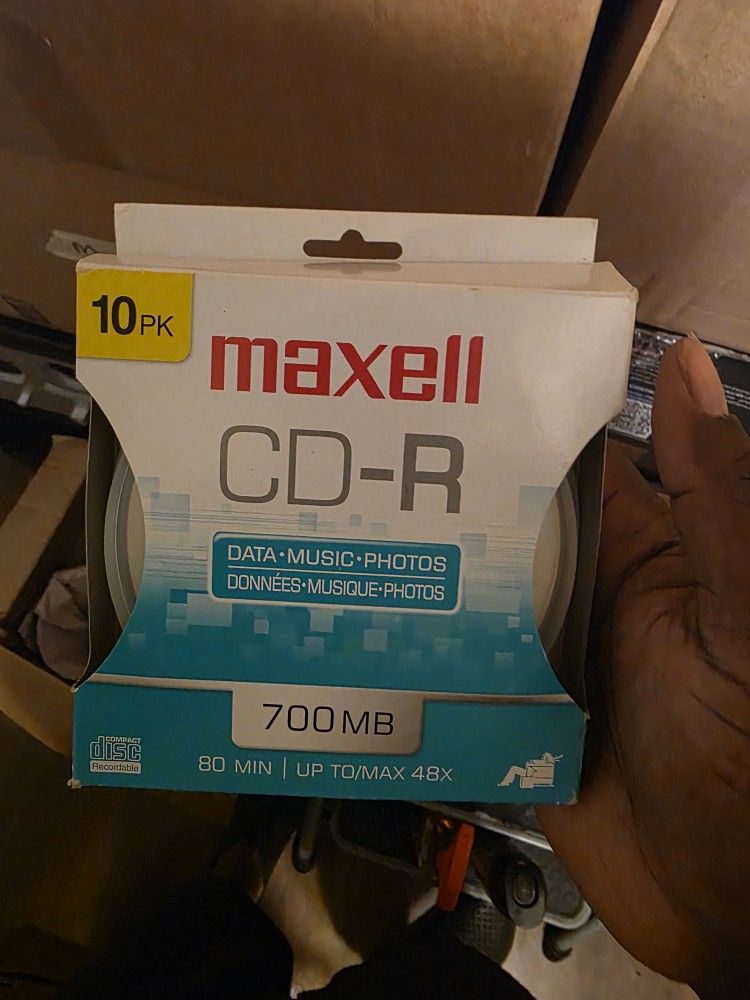 10PK
maxell
CD-R
DATA•MUSIC•PHOTOS
DONNÉES•MUSIQUE•PHOTOS
700MB
COMPACT
disc
Recordable
80 MIN | UP TO/MAX 48X